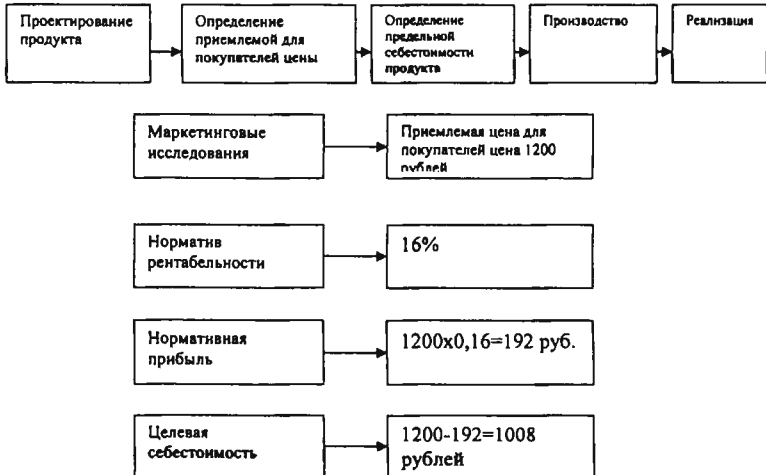 Проектирование
продукта
Определение
приемлемой для
покупателей цены
Определение
предельной
себестоимости
продукта
Производство
Реализация
Маркетинговые
исследования
Приемлемая цена для
покупателей цена 1200
рублей
Норматив
рентабельности
16%
Нормативная
прибыль
1200х0,16=192 руб.
Целевая
себестоимость
1200-192=1008
рублей